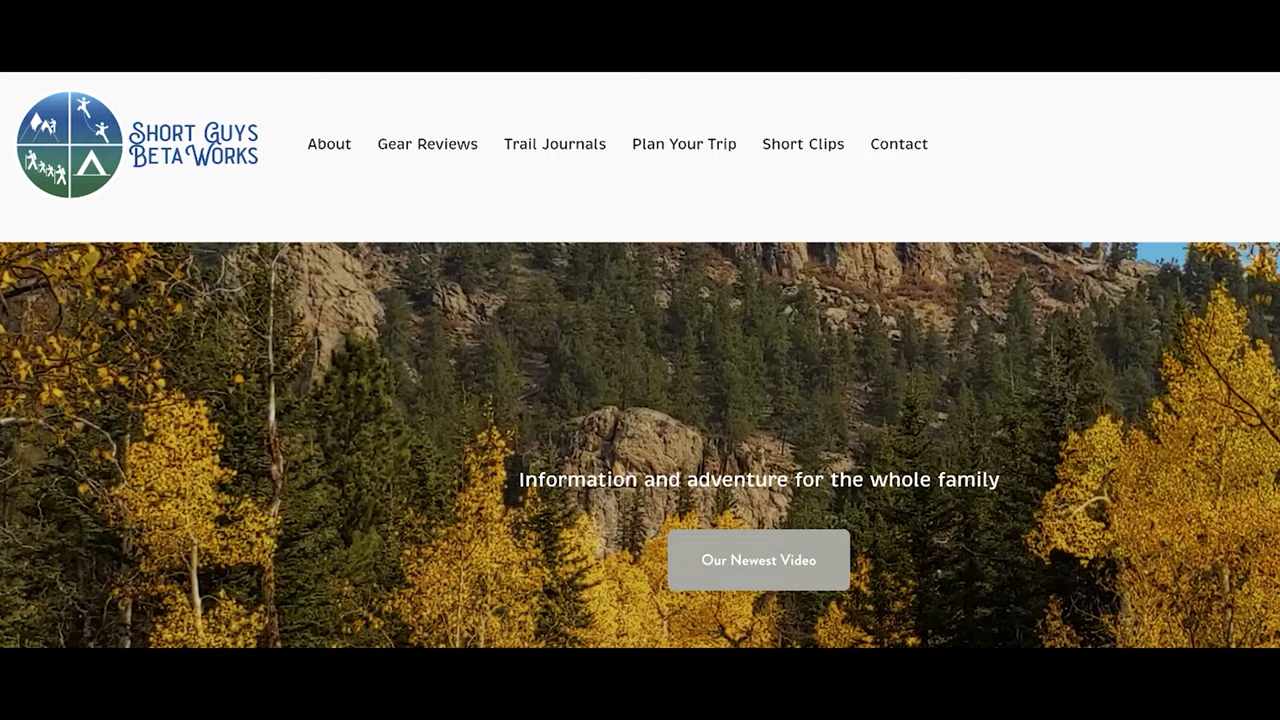 Short Guys
Beta Works
About Gear Reviews Trail Journals Plan Your Trip Short Clips Contact
Information and adventure for the whole family
Our Newest Video